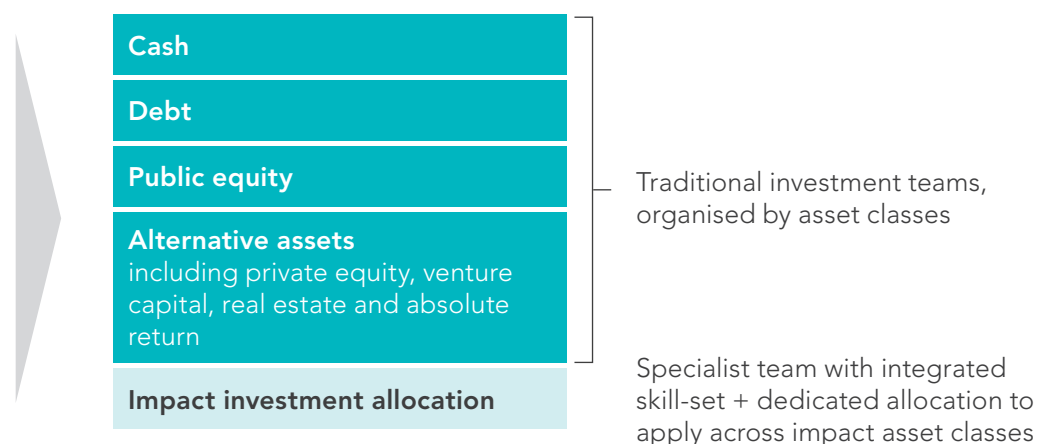 Cash
Debt
Public equity
Alternative assets
including private equity, venture
capital, real estate and absolute
return
Impact investment allocation
Traditional investment teams,
organised by asset classes
Specialist team with integrated
skill-set + dedicated allocation to
apply across impact asset classes